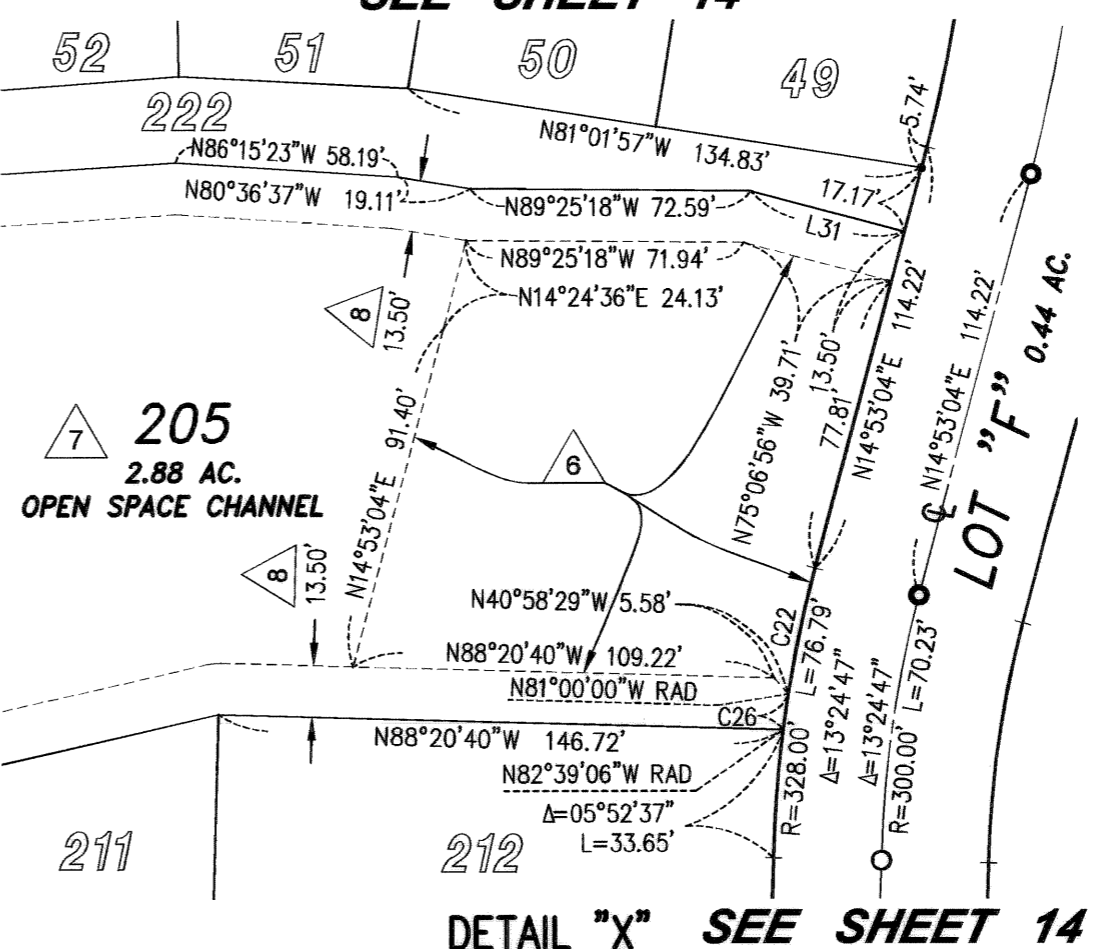 SEE SHEET 14
52
51
50
49
222
5.74'
N81°01'57"W 134.83'
N86°15'23"W 58.19'
N80°36'37"W 19.11'
N89°25'18"W 72.59'
17.17'
L31
N89°25'18"W 71.94'
N14°24'36"E 24.13'
8
13.50'
114.22'
N14°53'04"E
N14°53'04"E 114.22'
0.44 AC.
LOT "F"
℄
13.50'
77.81'
N75°06'56"W 39.71'
91.40'
N14°53'04"E
7
205
2.88 AC.
OPEN SPACE CHANNEL
6
8
13.50'
N40°58'29"W 5.58'
N88°20'40"W 109.22'
N81°00'00"W RAD
C26
C22
L=76.79'
Δ=13°24'47"
R=328.00'
Δ=13°24'47"
R=300.00' L=70.23'
N88°20'40"W 146.72'
N82°39'06"W RAD
Δ=05°52'37"
L=33.65'
211
212
DETAIL "X" SEE SHEET 14